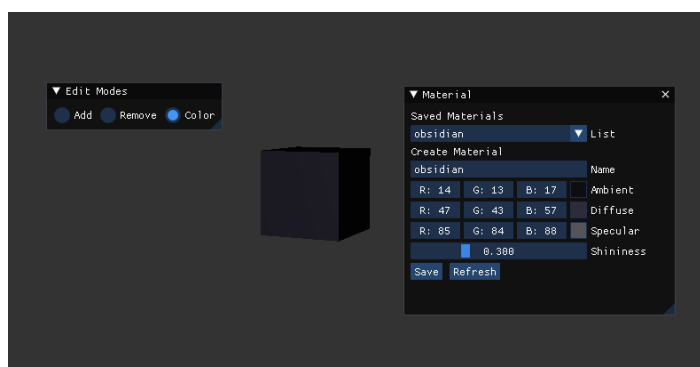 Edit Modes
Add Remove Color
Material
Saved Materials
obsidian List
Create Material
obsidian Name
R: 14 G: 13 B: 17 Ambient
R: 47 G: 43 B: 57 Diffuse
R: 85 G: 84 B: 88 Specular
0.300 Shininess
Save Refresh